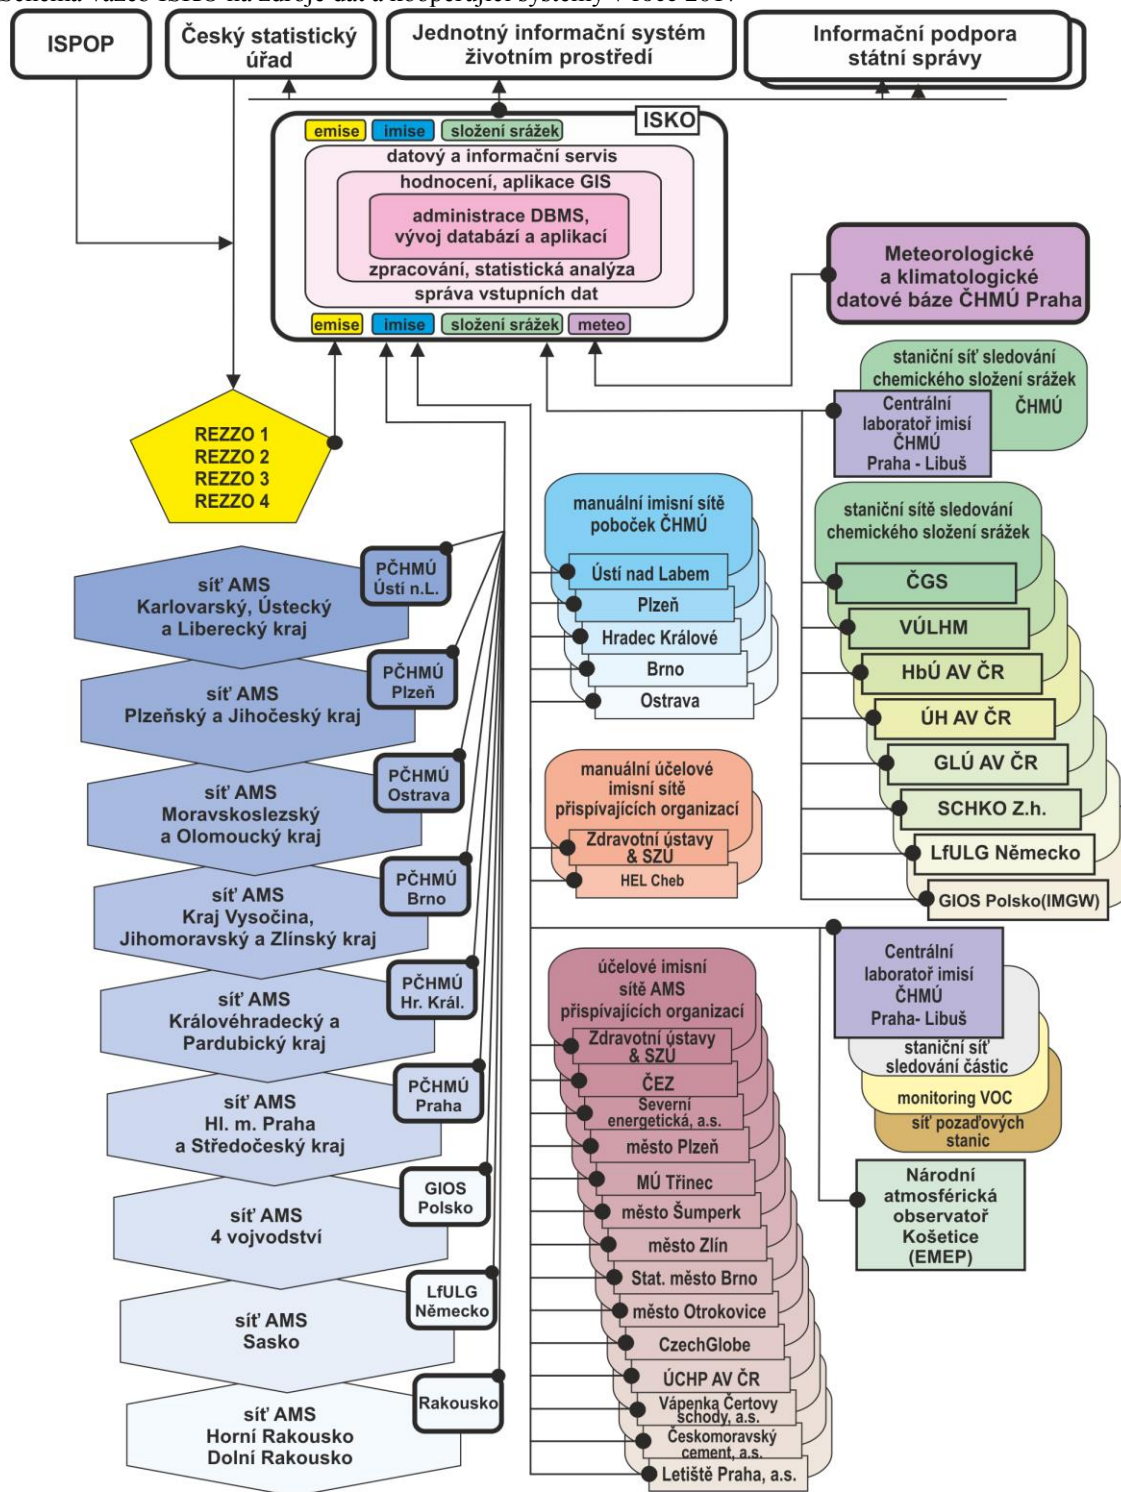 Schéma vazeb ISKO na zdroje dat a kooperující systémy v roce 2017
ISPOP
Český statistický
úřad
Jednotný informační systém
životním prostředí
Informační podpora
státní správy
ISKO
emise
imise
složení srážek
datový a informační servis
hodnocení, aplikace GIS
administrace DBMS,
vývoj databází a aplikací
zpracování, statistická analýza
správa vstupních dat
emise
imise
složení srážek
meteo
Meteorologické
a klimatologické
datové báze ČHMÚ Praha
staniční síť sledování
chemického složení srážek
ČHMÚ
Centrální
laboratoř imisí
ČHMÚ
Praha - Libuš
REZZO 1
REZZO 2
REZZO 3
REZZO 4
síť AMS
Karlovarský, Ústecký
a Liberecký kraj
PČHMÚ
Ústí n.L.
síť AMS
Plzeňský a Jihočeský kraj
PČHMÚ
Plzeň
síť AMS
Moravskoslezský
a Olomoucký kraj
PČHMÚ
Ostrava
síť AMS
Kraj Vysočina,
Jihomoravský a Zlínský kraj
PČHMÚ
Brno
síť AMS
Královéhradecký a
Pardubický kraj
PČHMÚ
Hr. Král.
síť AMS
Hl. m. Praha
a Středočeský kraj
PČHMÚ
Praha
síť AMS
4 vojvodství
GIOS
Polsko
síť AMS
Sasko
LfULG
Německo
síť AMS
Horní Rakousko
Dolní Rakousko
Rakousko
manuální imisní sítě
poboček ČHMÚ
Ústí nad Labem
Plzeň
Hradec Králové
Brno
Ostrava
manuální účelové
imisní sítě
přispívajících organizací
Zdravotní ústavy
& SZÚ
HEL Cheb
účelové imisní
sítě AMS
přispívajících organizací
Zdravotní ústavy
& SZÚ
ČEZ
Severní
energetická, a.s.
město Plzeň
MÚ Třinec
město Šumperk
město Zlín
Stat. město Brno
město Otrokovice
CzechGlobe
ÚCHP AV ČR
Vápenka Čertovy
schody, a.s.
Českomoravský
cement, a.s.
Letiště Praha, a.s.
staniční sítě sledování
chemického složení srážek
ČGS
VÚLHM
HbÚ AV ČR
ÚH AV ČR
GLÚ AV ČR
SCHKO Z.h.
LfULG Německo
GIOS Polsko(IMGW)
Centrální
laboratoř imisí
ČHMÚ
Praha- Libuš
staniční síť
sledování částic
monitoring VOC
síť pozaďových
stanic
Národní
atmosférická
observatoř
Košetice
(EMEP)